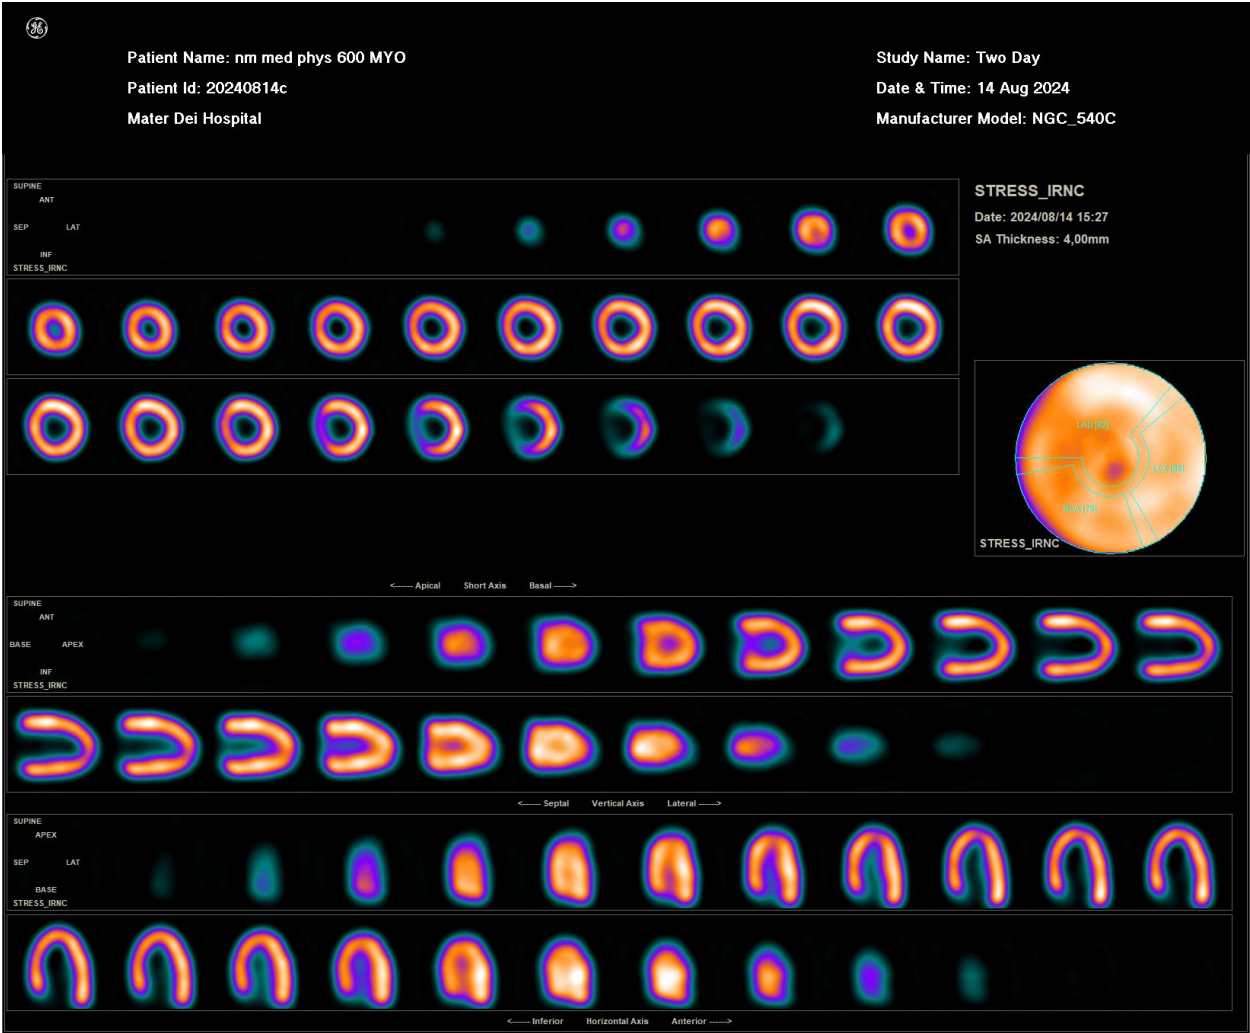 Patient Name: nm med phys 600 MYO
Patient Id: 20240814c
Mater Dei Hospital
Study Name: Two Day
Date & Time: 14 Aug 2024
Manufacturer Model: NGC_540C
SUPINE
ANT
SEP LAT
INF
STRESS_IRNC
STRESS_IRNC
Date: 2024/08/14 15:27
SA Thickness: 4,00mm
LAD [82]
STRESS_IRNC
<------ Apical Short Axis Basal ------>
SUPINE
ANT
BASE APEX
INF
STRESS_IRNC
<------ Septal Vertical Axis Lateral ------>
SUPINE
APEX
SEP LAT
BASE
STRESS_IRNC
<------ Inferior Horizontal Axis Anterior ------>